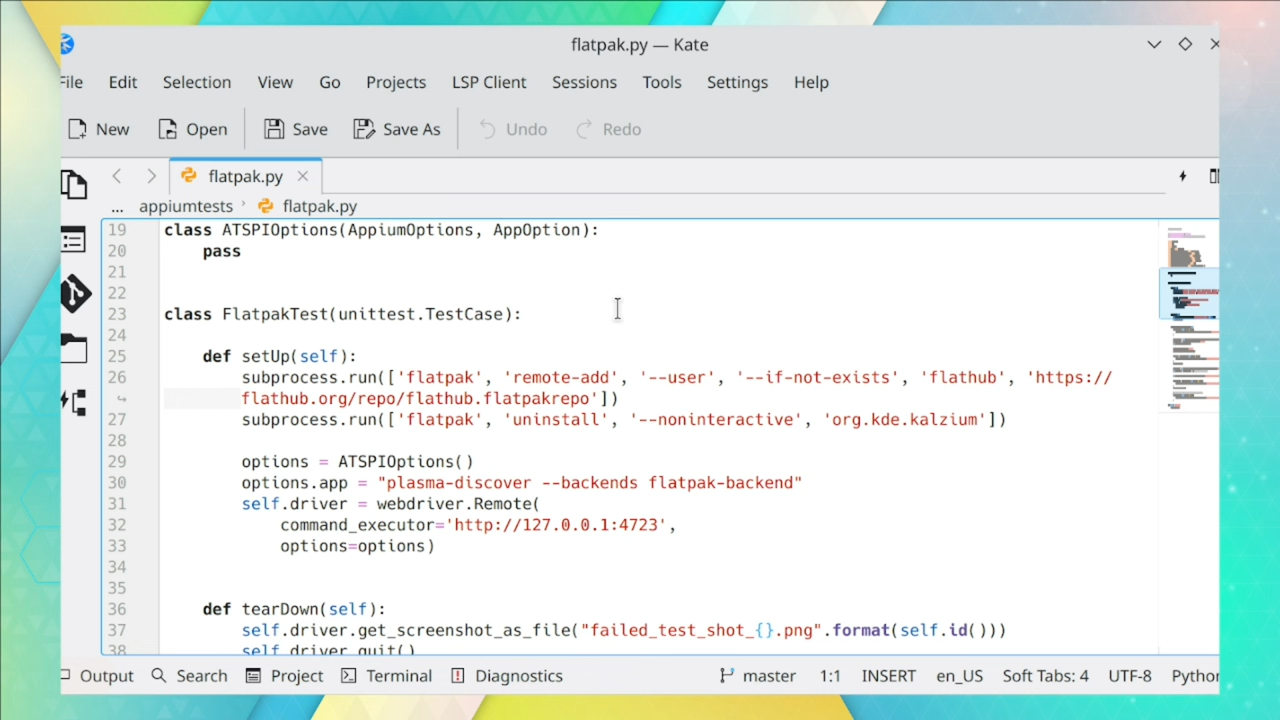 flatpak.py — Kate
File Edit Selection View Go Projects LSP Client Sessions Tools Settings Help
New Open Save Save As Undo Redo
flatpak.py
... appiumtests flatpak.py
19 class ATSPIOptions(AppiumOptions, AppOption):
20     pass
21
22
23 class FlatpakTest(unittest.TestCase):
24
25     def setUp(self):
26         subprocess.run(['flatpak', 'remote-add', '--user', '--if-not-exists', 'flathub', 'https://
flathub.org/repo/flathub.flatpakrepo'])
27         subprocess.run(['flatpak', 'uninstall', '--noninteractive', 'org.kde.kalzium'])
28
29         options = ATSPIOptions()
30         options.app = "plasma-discover --backends flatpak-backend"
31         self.driver = webdriver.Remote(
32             command_executor='http://127.0.0.1:4723',
33             options=options)
34
35
36     def tearDown(self):
37         self.driver.get_screenshot_as_file("failed_test_shot_{}.png".format(self.id()))
38         self.driver.quit()
Output Search Project Terminal Diagnostics master 1:1 INSERT en_US Soft Tabs: 4 UTF-8 Python